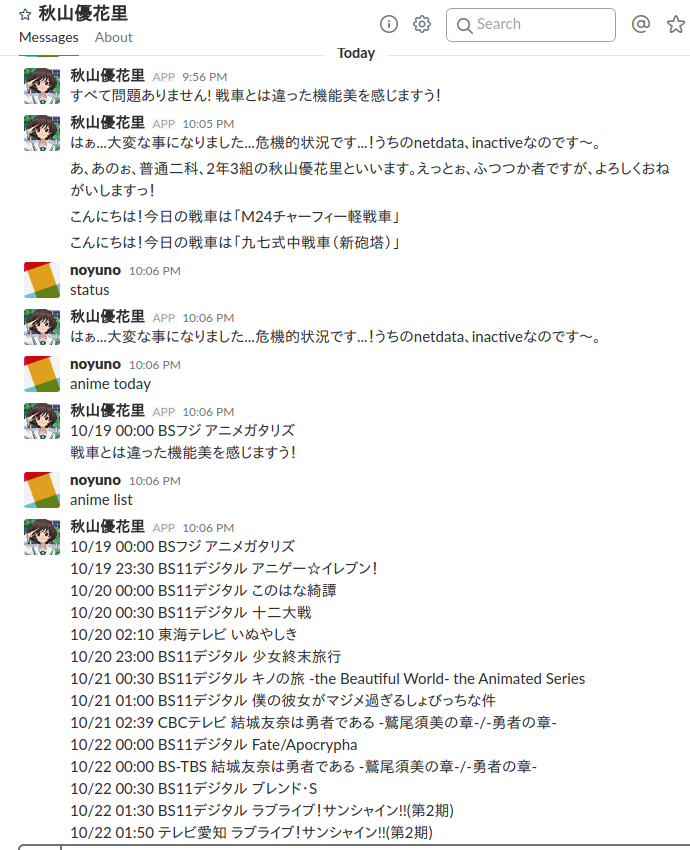 ☆ 秋山優花里
Messages About
Search
Today
秋山優花里 APP 9:56 PM
すべて問題ありません! 戦車とは違った機能美を感じますう!
秋山優花里 APP 10:05 PM
はぁ...大変な事になりました...危機的状況です...!うちのnetdata、inactiveなのです〜。
あ、あのぉ、普通二科、2年3組の秋山優花里といいます。えっとぉ、ふつつか者ですが、よろしくおね
がいしますっ!
こんにちは!今日の戦車は「M24チャーフィー軽戦車」
こんにちは!今日の戦車は「九七式中戦車（新砲塔）」
noyuno 10:06 PM
status
秋山優花里 APP 10:06 PM
はぁ...大変な事になりました...危機的状況です...!うちのnetdata、inactiveなのです〜。
noyuno 10:06 PM
anime today
秋山優花里 APP 10:06 PM
10/19 00:00 BSフジ アニメガタリズ
戦車とは違った機能美を感じますう!
noyuno 10:06 PM
anime list
秋山優花里 APP 10:06 PM
10/19 00:00 BSフジ アニメガタリズ
10/19 23:30 BS11デジタル アニゲー☆イレブン!
10/20 00:00 BS11デジタル このはな綺譚
10/20 00:30 BS11デジタル 十二大戦
10/20 02:10 東海テレビ いぬやしき
10/20 23:00 BS11デジタル 少女終末旅行
10/21 00:30 BS11デジタル キノの旅 -the Beautiful World- the Animated Series
10/21 01:00 BS11デジタル 僕の彼女がマジメ過ぎるしょびっちな件
10/21 02:39 CBCテレビ 結城友奈は勇者である -鷲尾須美の章-/-勇者の章-
10/22 00:00 BS11デジタル Fate/Apocrypha
10/22 00:00 BS-TBS 結城友奈は勇者である -鷲尾須美の章-/-勇者の章-
10/22 00:30 BS11デジタル ブレンド・S
10/22 01:30 BS11デジタル ラブライブ!サンシャイン!!(第2期)
10/22 01:50 テレビ愛知 ラブライブ!サンシャイン!!(第2期)